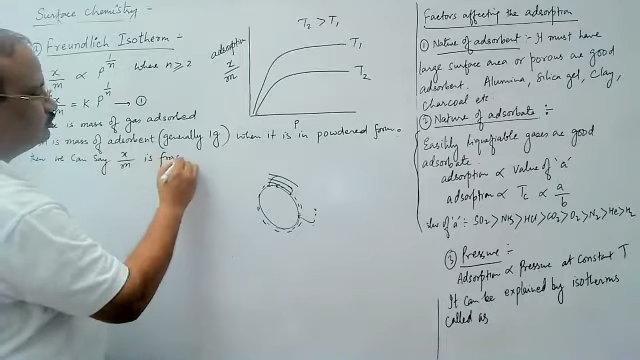 Surface Chemistry :-
Freundlich Isotherm :-
x/m ∝ P^1/n where n ≥ 2
x/m = K P^1/n → ①
x is mass of gas adsorbed
is mass of adsorbent (generally 1g) when it is in powdered form.
then we can say x/m is frac
T2 > T1
adsorption
x/m
T1
T2
P
Factors affecting the adsorption
① Nature of adsorbent :- It must have
large surface area or porous are good
adsorbent. Alumina, Silica gel, Clay,
charcoal etc.
② Nature of adsorbates :-
Easihly liquefiable gases are good
adsorbate.
adsorption ∝ value of 'a'
adsorption ∝ Tc ∝ a/b
of 'a' :- SO2 > NH3 > HCl > CO2 > O2 > N2 > He > H2
③ Pressure :-
Adsorption ∝ Pressure at constant T
It can be explained by isotherms
called as